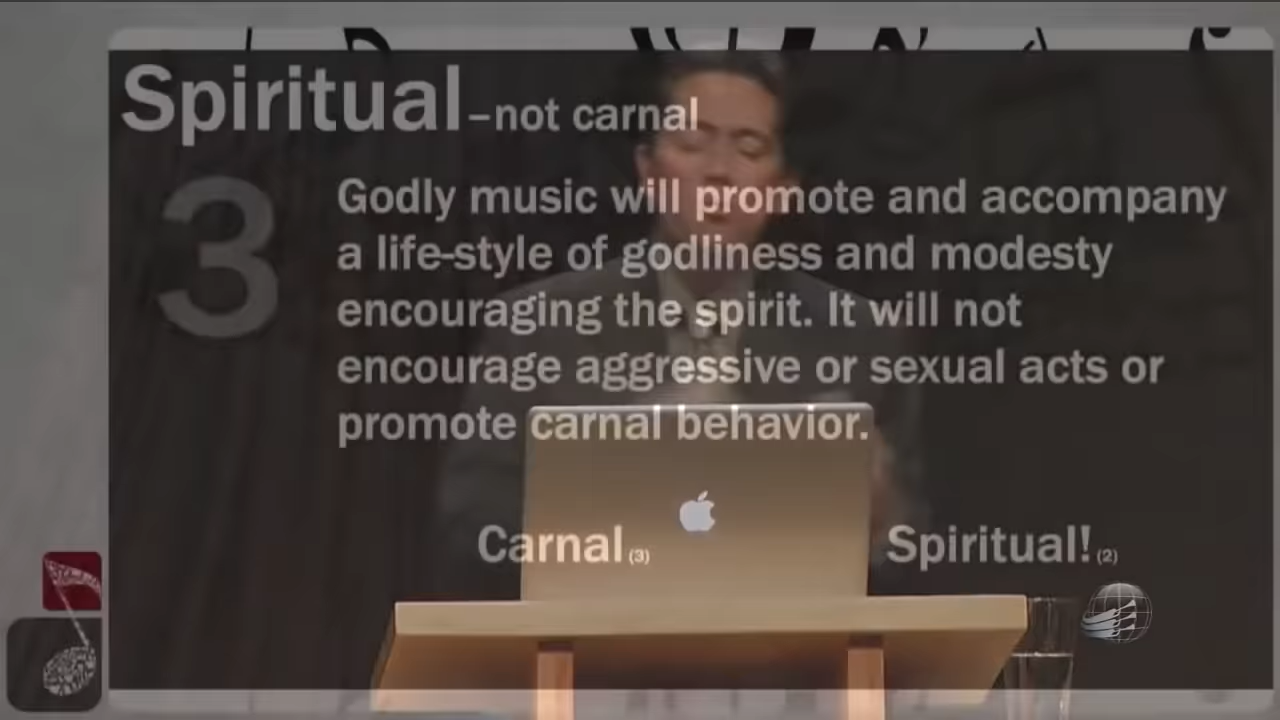 Spiritual–not carnal
3
Godly music will promote and accompany
a life-style of godliness and modesty
encouraging the spirit. It will not
encourage aggressive or sexual acts or
promote carnal behavior.
Carnal (3)
Spiritual! (2)